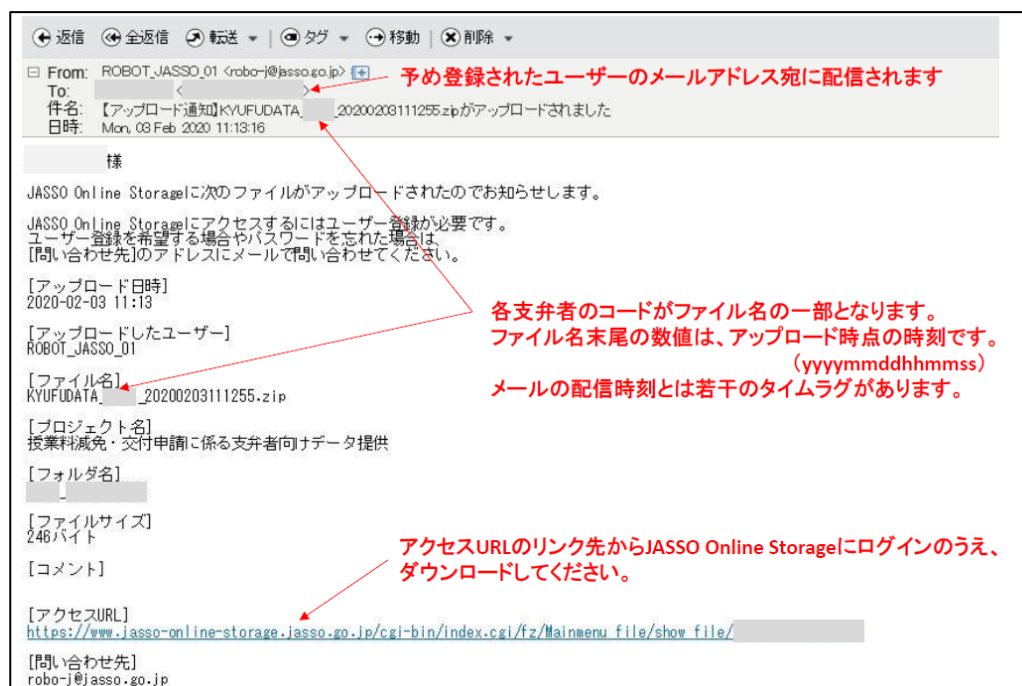 返信 全返信 転送 タグ 移動 削除
From: ROBOT_JASSO_01 <robo-j@jasso.go.jp>
予め登録されたユーザーのメールアドレス宛に配信されます
To: < >
件名: 【アップロード通知】KYUFUDATA_ _20200203111255.zipがアップロードされました
日時: Mon, 03 Feb 2020 11:13:16
様
JASSO Online Storageに次のファイルがアップロードされたのでお知らせします。
JASSO Online Storageにアクセスするにはユーザー登録が必要です。
ユーザー登録を希望する場合やパスワードを忘れた場合は、
[問い合わせ先]のアドレスにメールで問い合わせてください。
[アップロード日時]
2020-02-03 11:13
各支弁者のコードがファイル名の一部となります。
ファイル名末尾の数値は、アップロード時点の時刻です。
(yyyymmddhhmmss)
メールの配信時刻とは若干のタイムラグがあります。
[アップロードしたユーザー]
ROBOT_JASSO_01
[ファイル名]
KYUFUDATA_ _20200203111255.zip
[プロジェクト名]
授業料減免・交付申請に係る支弁者向けデータ提供
[フォルダ名]
_
[ファイルサイズ]
246バイト
アクセスURLのリンク先からJASSO Online Storageにログインのうえ、
ダウンロードしてください。
[コメント]
[アクセスURL]
https://www.jasso-online-storage.jasso.go.jp/cgi-bin/index.cgi/fz/Mainmenu_file/show_file/
[問い合わせ先]
robo-j@jasso.go.jp